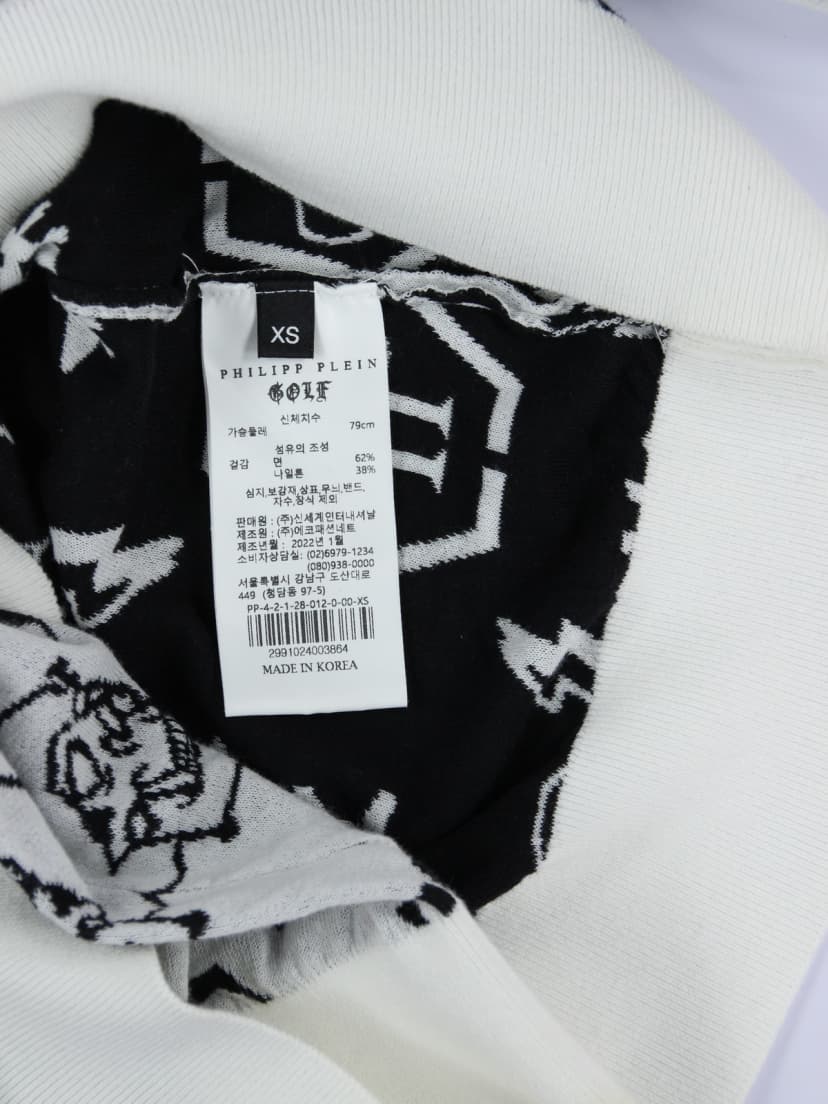 XS
PHILIPP PLEIN
GOLF
신체치수
가슴둘레 79cm
섬유의 조성
겉감 면 62%
나일론 38%
심지,보강재,상표,무늬,밴드,
자수,장식 제외
판매원 : (주)신세계인터내셔날
제조원 : (주)에코패션네트
제조년월 : 2022년 1월
소비자상담실: (02)6979-1234
(080)938-0000
서울특별시 강남구 도산대로
449 (청담동 97-5)
PP-4-2-1-28-012-0-00-XS
2991024003864
MADE IN KOREA